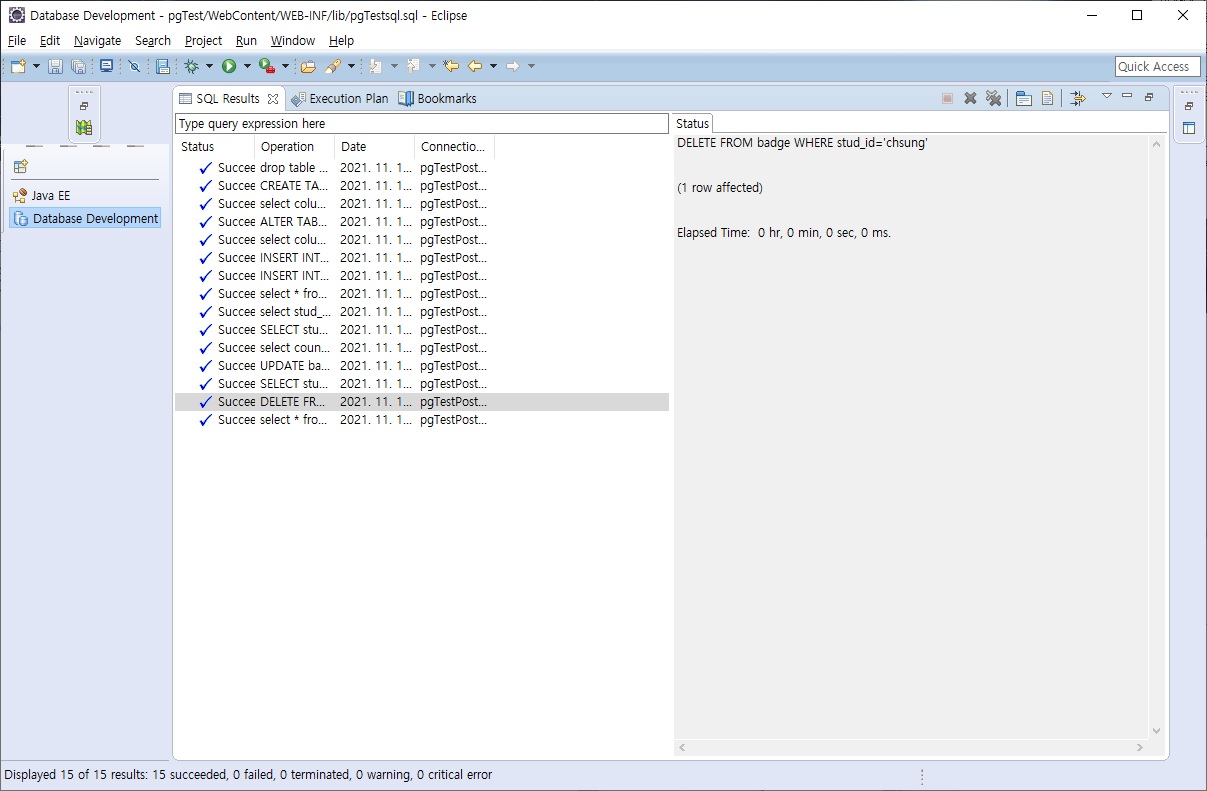 Database Development - pgTest/WebContent/WEB-INF/lib/pgTestsql.sql - Eclipse
File Edit Navigate Search Project Run Window Help
Quick Access
SQL Results Execution Plan Bookmarks
Type query expression here
Status
Status Operation Date Connectio...
DELETE FROM badge WHERE stud_id='chsung'
Succee drop table ... 2021. 11. 1... pgTestPost...
Succee CREATE TA... 2021. 11. 1... pgTestPost...
(1 row affected)
Java EE
Succee select colu... 2021. 11. 1... pgTestPost...
Database Development
Succee ALTER TAB... 2021. 11. 1... pgTestPost...
Elapsed Time: 0 hr, 0 min, 0 sec, 0 ms.
Succee select colu... 2021. 11. 1... pgTestPost...
Succee INSERT INT... 2021. 11. 1... pgTestPost...
Succee INSERT INT... 2021. 11. 1... pgTestPost...
Succee select * fro... 2021. 11. 1... pgTestPost...
Succee select stud_... 2021. 11. 1... pgTestPost...
Succee SELECT stu... 2021. 11. 1... pgTestPost...
Succee select coun... 2021. 11. 1... pgTestPost...
Succee UPDATE ba... 2021. 11. 1... pgTestPost...
Succee SELECT stu... 2021. 11. 1... pgTestPost...
Succee DELETE FR... 2021. 11. 1... pgTestPost...
Succee select * fro... 2021. 11. 1... pgTestPost...
Displayed 15 of 15 results: 15 succeeded, 0 failed, 0 terminated, 0 warning, 0 critical error